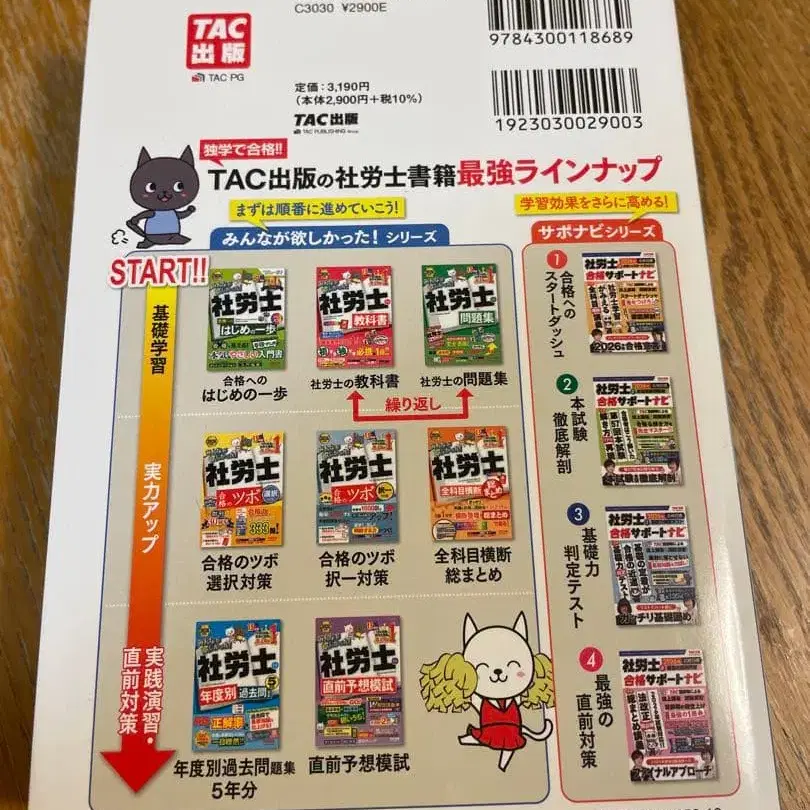 TAC
出版
TAC PG
C3030 ¥2900E
9784300118689
定価:3,190円
(本体2,900円+税10%)
TAC出版
TAC PUBLISHING Group
1923030029003
独学で合格!!
TAC出版の社労士書籍最強ラインナップ
まずは順番に進めていこう!
みんなが欲しかった! シリーズ
学習効果をさらに高める!
サポナビシリーズ
START!!
基礎学習
社労士
はじめの一歩
合格への
はじめの一歩
社労士
教科書
社労士の教科書
社労士
問題集
社労士の問題集
繰り返し
実力アップ
社労士
合格のツボ
選択
合格のツボ
選択対策
社労士
合格のツボ
合格のツボ
択一対策
社労士
全科目横断
総まとめ
全科目横断
総まとめ
実践演習・
直前対策
社労士
年度別過去問
5
年度別過去問題集
5年分
社労士
直前予想模試
直前予想模試
1
合格への
スタートダッシュ
社労士
合格サポートナビ
2
本試験
徹底解剖
社労士
合格サポートナビ
3
基礎力
判定テスト
社労士
合格サポートナビ
4
最強の
直前対策
社労士
合格サポートナビ